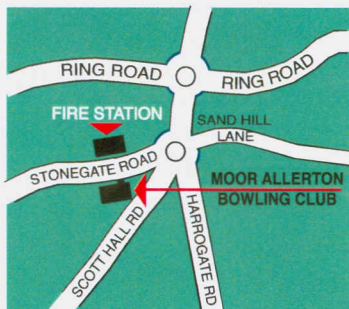 RING ROAD
RING ROAD
FIRE STATION
SAND HILL
LANE
STONEGATE ROAD
MOOR ALLERTON
BOWLING CLUB
SCOTT HALL RD
HARROGATE RD